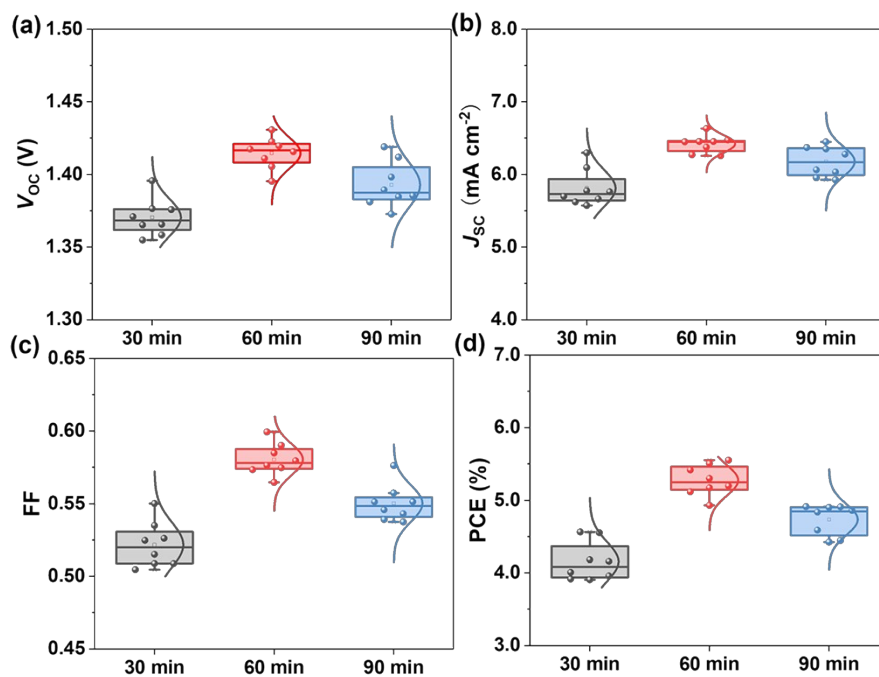 (a)
1.50
1.45
1.40
1.35
1.30
V_OC (V)
30 min 60 min 90 min
(b)
8.0
7.0
6.0
5.0
4.0
J_SC (mA cm⁻²)
30 min 60 min 90 min
(c)
0.65
0.60
0.55
0.50
0.45
FF
30 min 60 min 90 min
(d)
7.0
6.0
5.0
4.0
3.0
PCE (%)
30 min 60 min 90 min